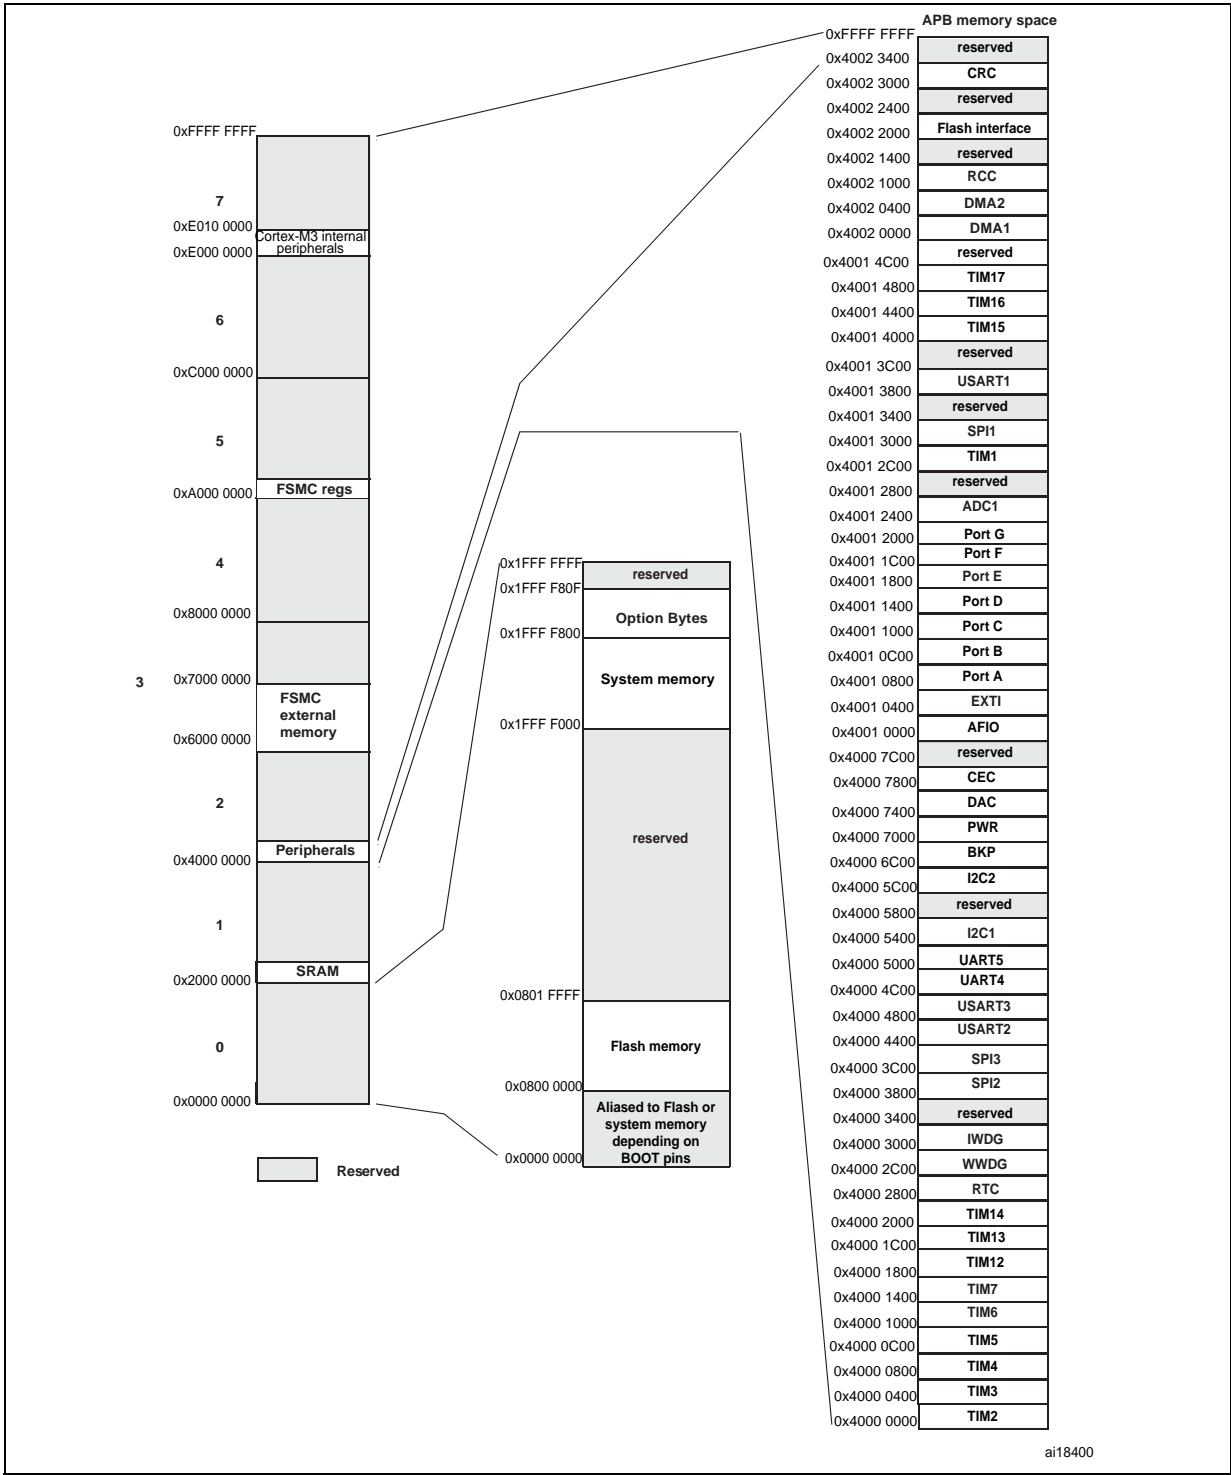 0xFFFF FFFF
7
0xE010 0000
Cortex-M3 internal
peripherals
0xE000 0000
6
0xC000 0000
5
0xA000 0000
FSMC regs
4
0x8000 0000
3
0x7000 0000
FSMC
external
memory
0x6000 0000
2
Peripherals
0x4000 0000
1
SRAM
0x2000 0000
0
0x0000 0000
Reserved
0x1FFF FFFF
reserved
0x1FFF F80F
Option Bytes
0x1FFF F800
System memory
0x1FFF F000
reserved
0x0801 FFFF
Flash memory
0x0800 0000
Aliased to Flash or
system memory
depending on
BOOT pins
0x0000 0000
APB memory space
0xFFFF FFFF
reserved
0x4002 3400
CRC
0x4002 3000
reserved
0x4002 2400
Flash interface
0x4002 2000
reserved
0x4002 1400
RCC
0x4002 1000
DMA2
0x4002 0400
DMA1
0x4002 0000
reserved
0x4001 4C00
TIM17
0x4001 4800
TIM16
0x4001 4400
TIM15
0x4001 4000
reserved
0x4001 3C00
USART1
0x4001 3800
reserved
0x4001 3400
SPI1
0x4001 3000
TIM1
0x4001 2C00
reserved
0x4001 2800
ADC1
0x4001 2400
Port G
0x4001 2000
Port F
0x4001 1C00
Port E
0x4001 1800
Port D
0x4001 1400
Port C
0x4001 1000
Port B
0x4001 0C00
Port A
0x4001 0800
EXTI
0x4001 0400
AFIO
0x4001 0000
reserved
0x4000 7C00
CEC
0x4000 7800
DAC
0x4000 7400
PWR
0x4000 7000
BKP
0x4000 6C00
I2C2
0x4000 5C00
reserved
0x4000 5800
I2C1
0x4000 5400
UART5
0x4000 5000
UART4
0x4000 4C00
USART3
0x4000 4800
USART2
0x4000 4400
SPI3
0x4000 3C00
SPI2
0x4000 3800
reserved
0x4000 3400
IWDG
0x4000 3000
WWDG
0x4000 2C00
RTC
0x4000 2800
TIM14
0x4000 2000
TIM13
0x4000 1C00
TIM12
0x4000 1800
TIM7
0x4000 1400
TIM6
0x4000 1000
TIM5
0x4000 0C00
TIM4
0x4000 0800
TIM3
0x4000 0400
TIM2
0x4000 0000
ai18400